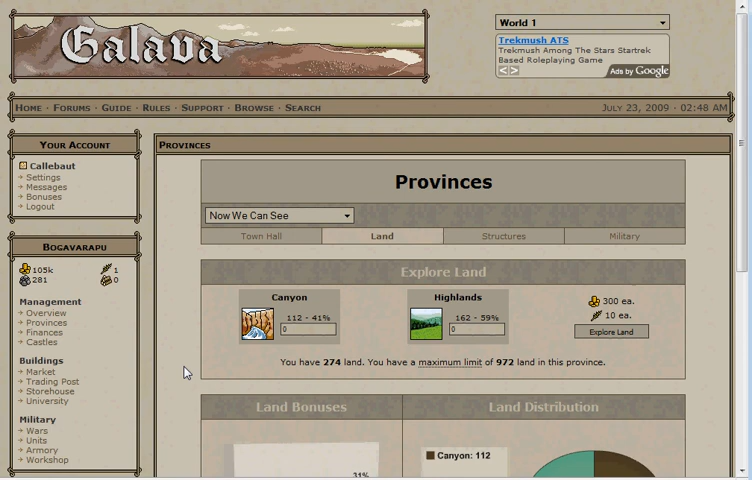 Galava
World 1
Trekmush ATS
Trekmush Among The Stars Startrek
Based Roleplaying Game
Ads by Google
Home · Forums · Guide · Rules · Support · Browse · Search
July 23, 2009 · 02:48 AM
Your Account
Callebaut
Settings
Messages
Bonuses
Logout
Bogavarapu
105k 1
281 0
Management
Overview
Provinces
Finances
Castles
Buildings
Market
Trading Post
Storehouse
University
Military
Wars
Units
Armory
Workshop
Provinces
Provinces
Now We Can See
Town Hall Land Structures Military
Explore Land
Canyon
112 - 41%
0
Highlands
162 - 59%
0
300 ea.
10 ea.
Explore Land
You have 274 land. You have a maximum limit of 972 land in this province.
Land Bonuses Land Distribution
31%
Canyon: 112